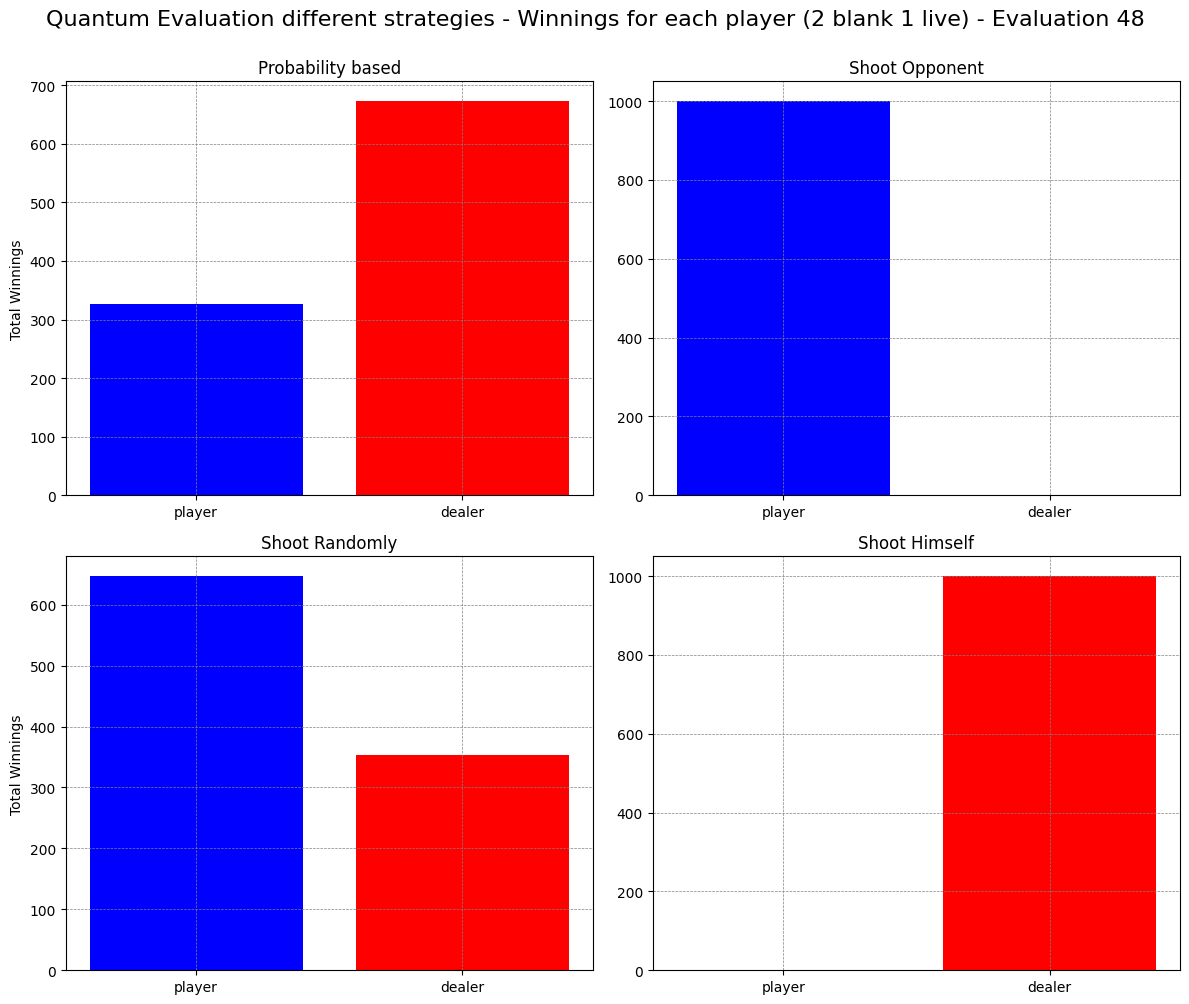 Quantum Evaluation different strategies - Winnings for each player (2 blank 1 live) - Evaluation 48
Probability based
Total Winnings
700
600
500
400
300
200
100
0
player
dealer
Shoot Opponent
1000
800
600
400
200
0
player
dealer
Shoot Randomly
Total Winnings
600
500
400
300
200
100
0
player
dealer
Shoot Himself
1000
800
600
400
200
0
player
dealer